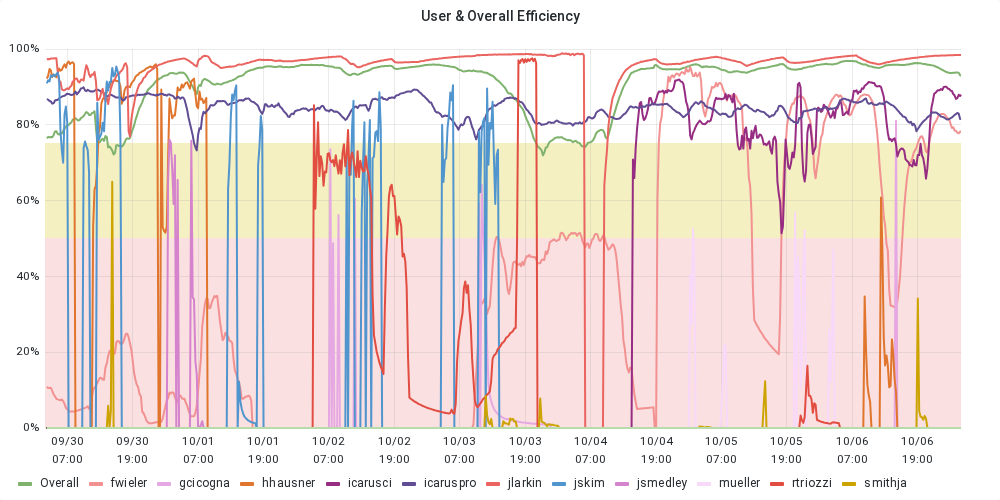 User & Overall Efficiency
100%
80%
60%
40%
20%
0%
09/30 09/30 10/01 10/01 10/02 10/02 10/03 10/03 10/04 10/04 10/05 10/05 10/06 10/06
07:00 19:00 07:00 19:00 07:00 19:00 07:00 19:00 07:00 19:00 07:00 19:00 07:00 19:00
Overall fwieler gcicogna hhausner icarusci icaruspro jlarkin jskim jsmedley mueller rtriozzi smithja